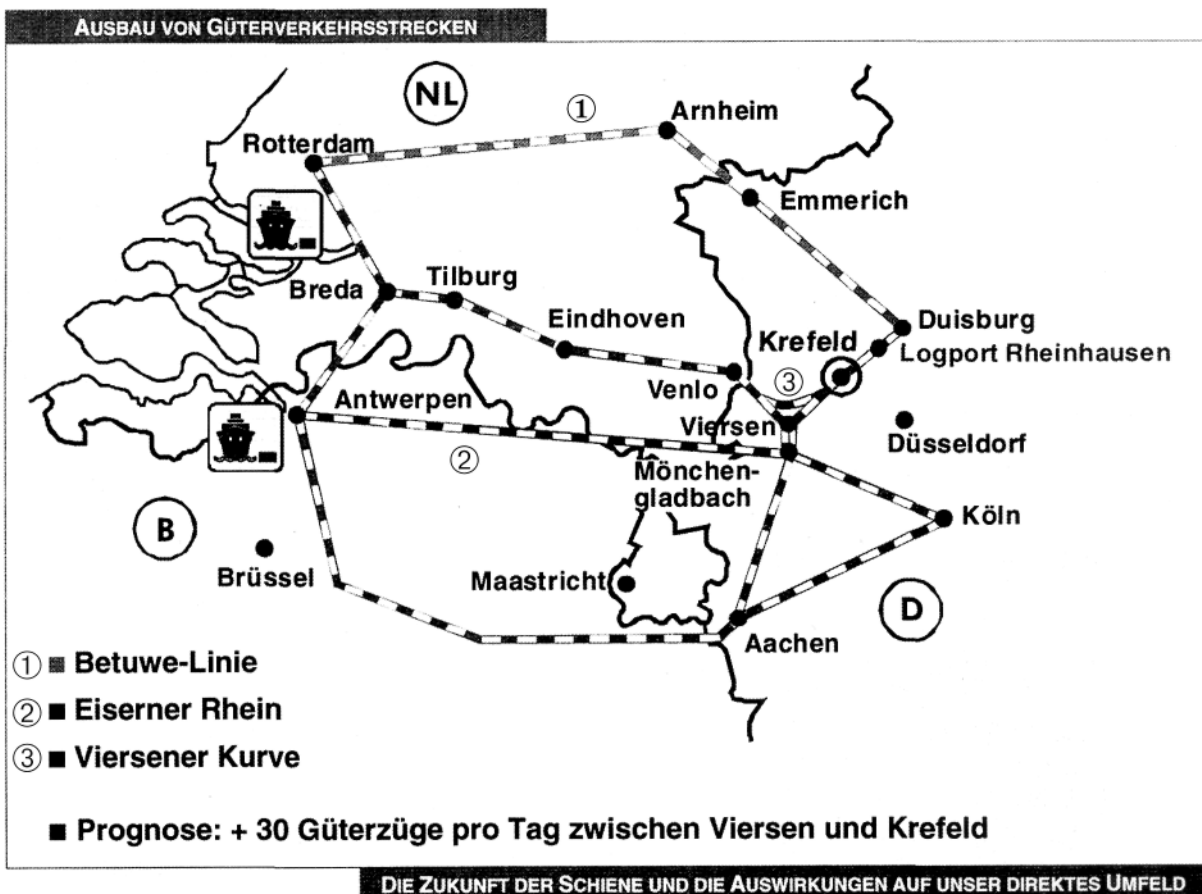 AUSBAU VON GÜTERVERKEHRSSTRECKEN
NL
①
Arnheim
Rotterdam
Emmerich
Tilburg
Breda
Eindhoven
Duisburg
Krefeld
Logport Rheinhausen
③
Venlo
Antwerpen
Viersen
Düsseldorf
②
Mönchen-
gladbach
B
Köln
Brüssel
Maastricht
D
Aachen
① ■ Betuwe-Linie
② ■ Eiserner Rhein
③ ■ Viersener Kurve
■ Prognose: + 30 Güterzüge pro Tag zwischen Viersen und Krefeld
DIE ZUKUNFT DER SCHIENE UND DIE AUSWIRKUNGEN AUF UNSER DIREKTES UMFELD